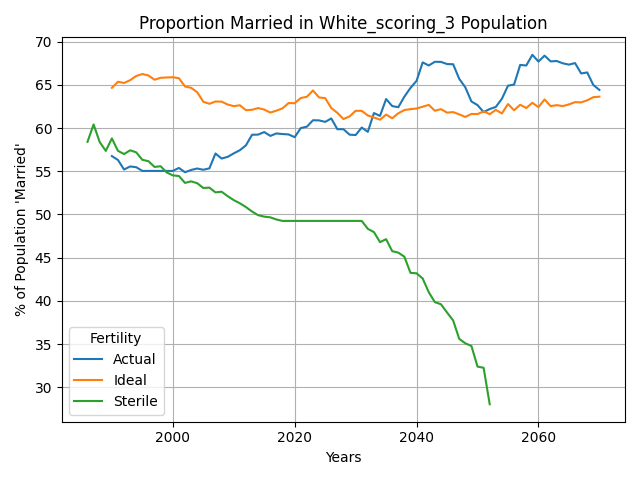 Proportion Married in White_scoring_3 Population
% of Population 'Married'
70
65
60
55
50
45
40
35
30
Fertility
Actual
Ideal
Sterile
2000 2020 2040 2060
Years